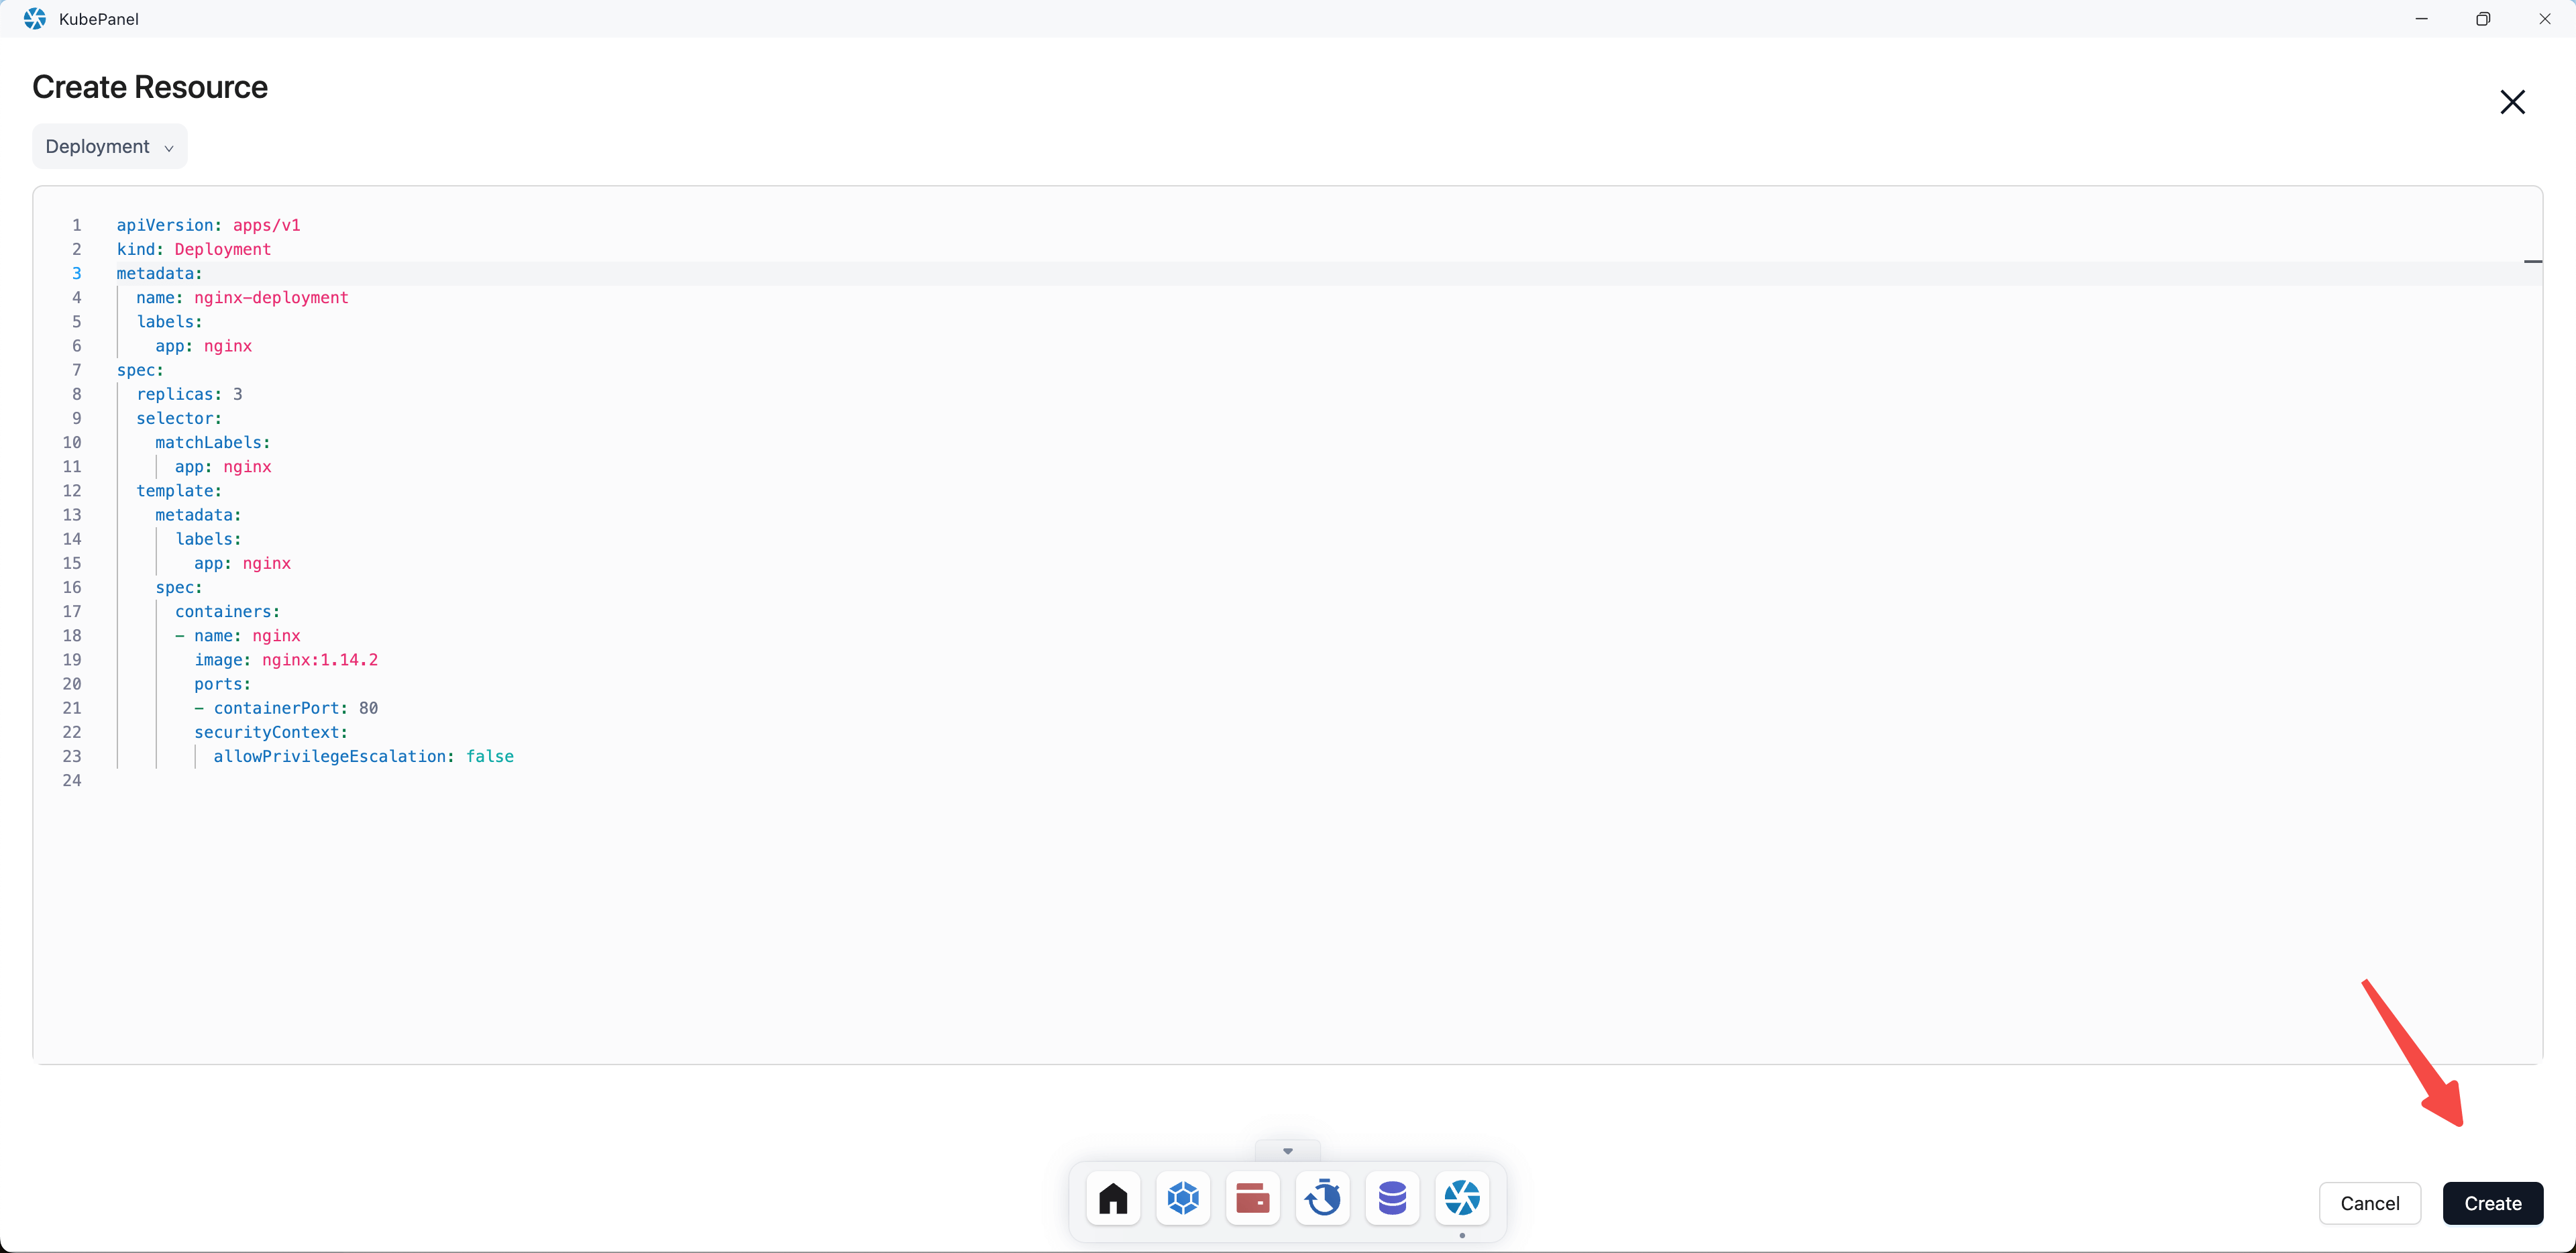 KubePanel
Create Resource
Deployment
1 apiVersion: apps/v1
2 kind: Deployment
3 metadata:
4   name: nginx-deployment
5   labels:
6     app: nginx
7 spec:
8   replicas: 3
9   selector:
10     matchLabels:
11       app: nginx
12   template:
13     metadata:
14       labels:
15         app: nginx
16     spec:
17       containers:
18       - name: nginx
19         image: nginx:1.14.2
20         ports:
21         - containerPort: 80
22         securityContext:
23           allowPrivilegeEscalation: false
24
Cancel
Create